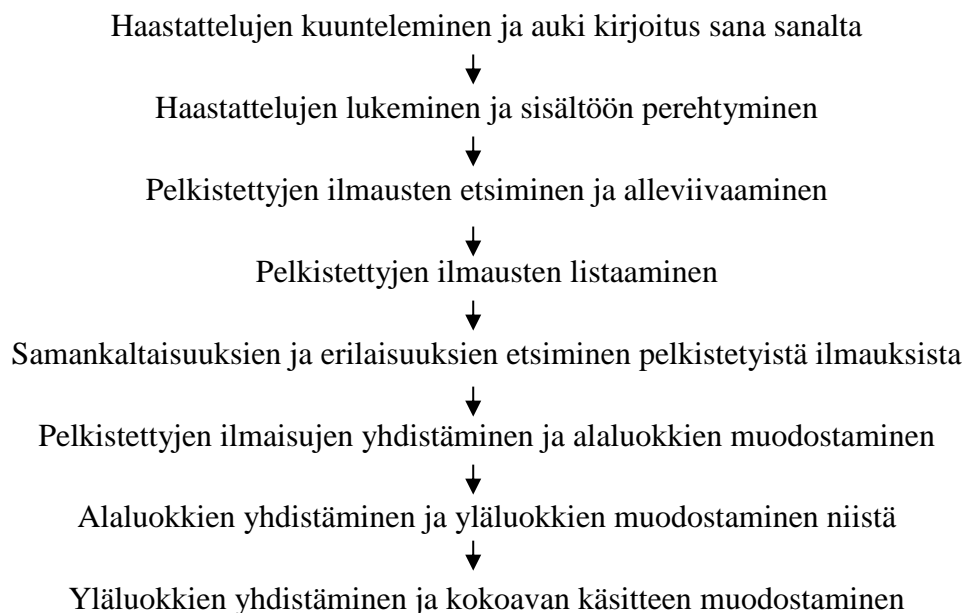 Haastattelujen kuunteleminen ja auki kirjoitus sana sanalta
Haastattelujen lukeminen ja sisältöön perehtyminen
Pelkistettyjen ilmausten etsiminen ja alleviivaaminen
Pelkistettyjen ilmausten listaaminen
Samankaltaisuuksien ja erilaisuuksien etsiminen pelkistetyistä ilmauksista
Pelkistettyjen ilmaisujen yhdistäminen ja alaluokkien muodostaminen
Alaluokkien yhdistäminen ja yläluokkien muodostaminen niistä
Yläluokkien yhdistäminen ja kokoavan käsitteen muodostaminen